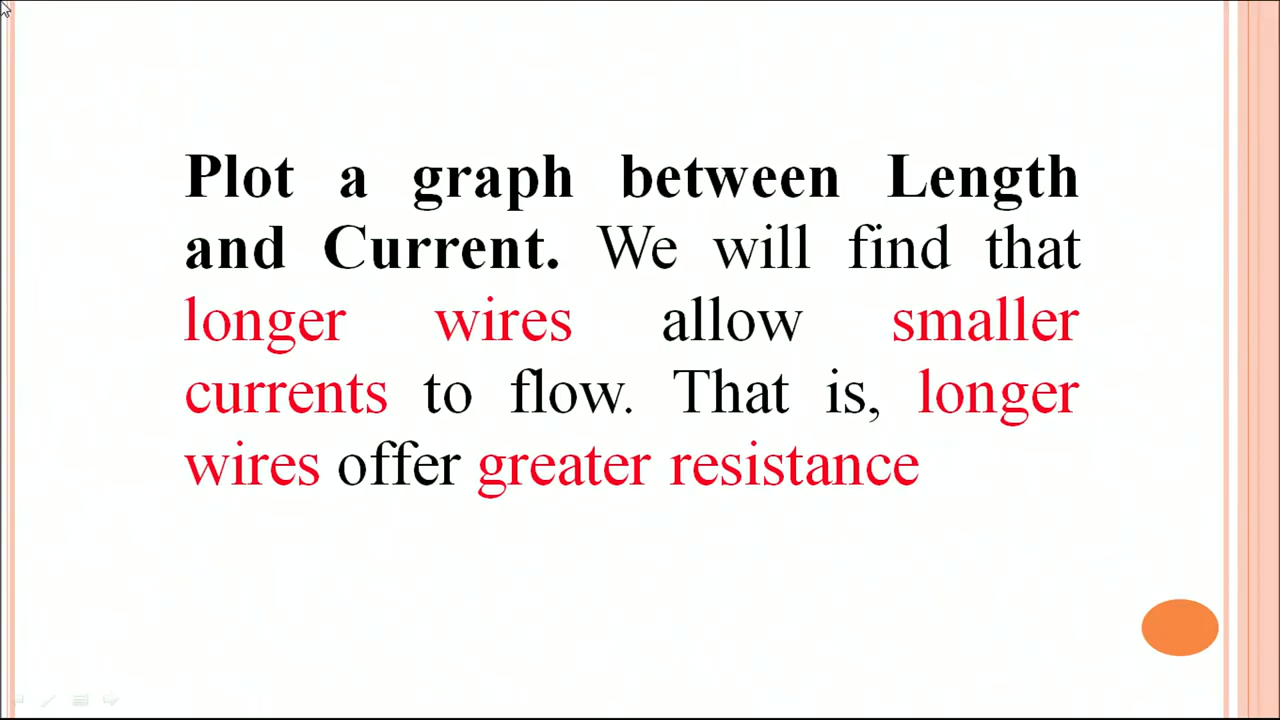 Plot a graph between Length
and Current. We will find that
longer wires allow smaller
currents to flow. That is, longer
wires offer greater resistance